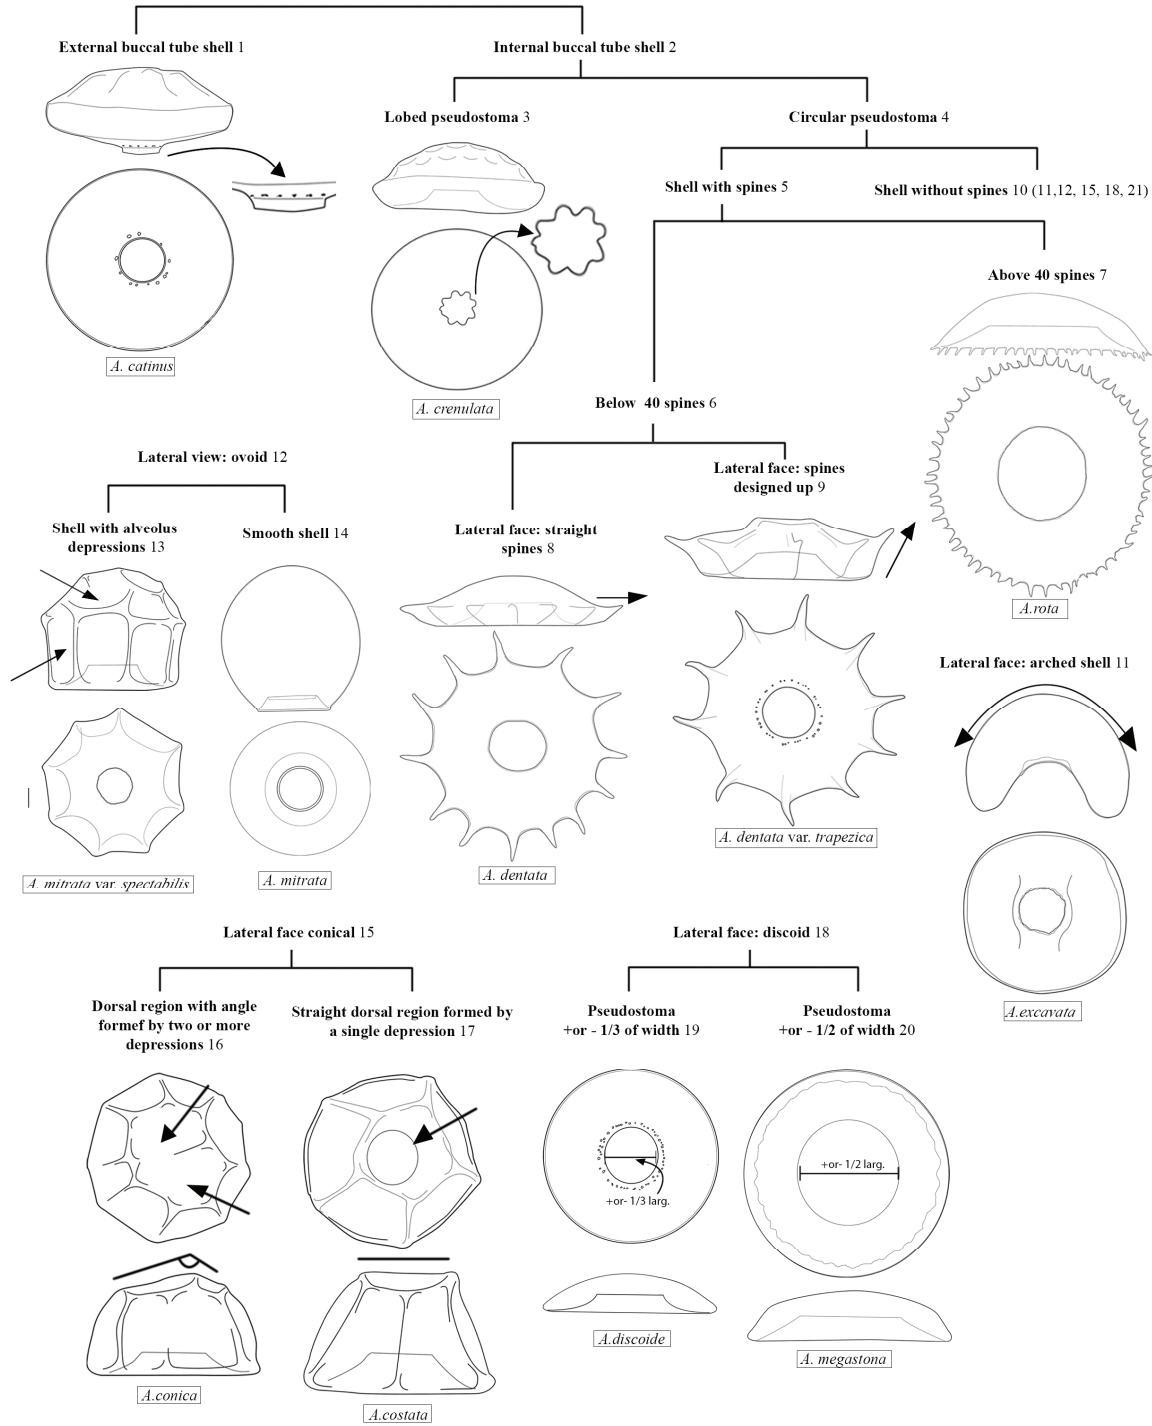 External buccal tube shell 1
Internal buccal tube shell 2
Lobed pseudostoma 3
Circular pseudostoma 4
Shell with spines 5
Shell without spines 10 (11,12, 15, 18, 21)
A. catinus
A. crenulata
Above 40 spines 7
A.rota
Below 40 spines 6
Lateral face: straight
spines 8
A. dentata
Lateral face: spines
designed up 9
A. dentata var. trapezica
Lateral view: ovoid 12
Shell with alveolus
depressions 13
A. mitrata var. spectabilis
Smooth shell 14
A. mitrata
Lateral face: arched shell 11
A.excavata
Lateral face conical 15
Dorsal region with angle
formef by two or more
depressions 16
A.conica
Straight dorsal region formed by
a single depression 17
A.costata
Lateral face: discoid 18
Pseudostoma
+or - 1/3 of width 19
+or- 1/3 larg.
A.discoide
Pseudostoma
+or - 1/2 of width 20
+or- 1/2 larg.
A. megastona